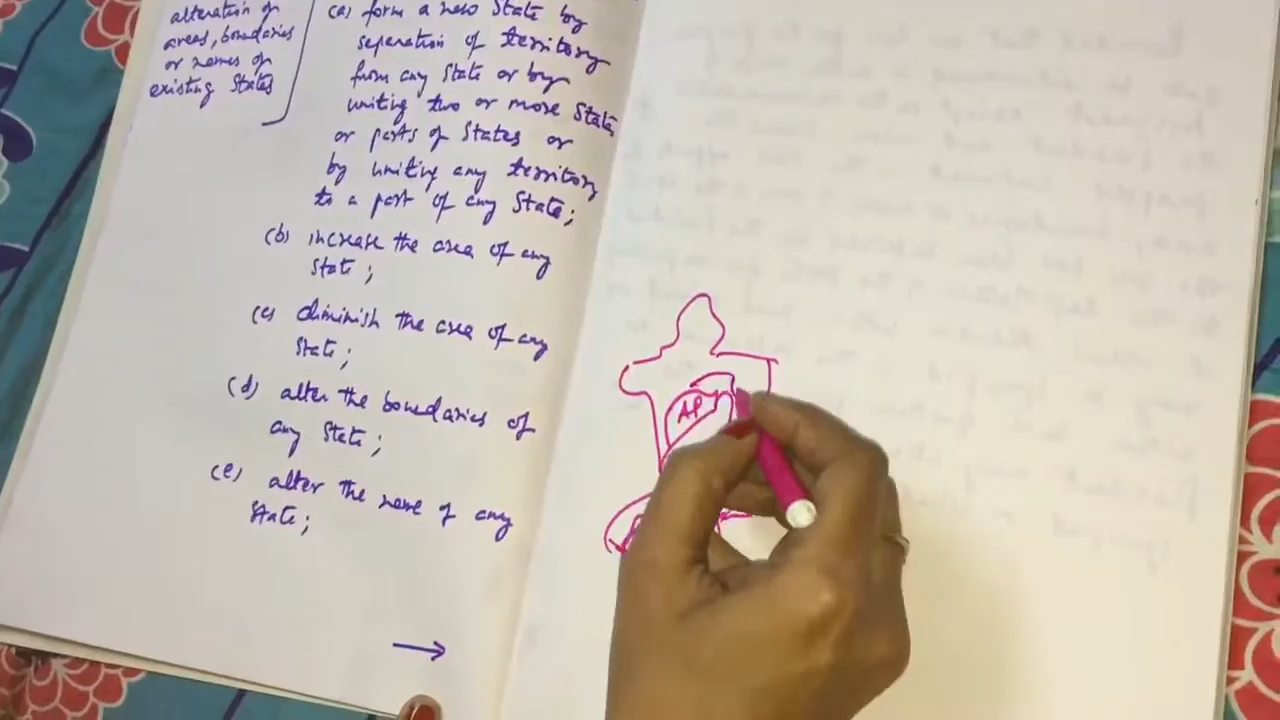 alteration of
areas, boundaries
or names of
existing States
(a) form a new State by
separation of territory
from any State or by
uniting two or more States
or parts of States or
by uniting any territory
to a part of any State;
(b) increase the area of any
State;
(c) diminish the area of any
State;
(d) alter the boundaries of
any State;
(e) alter the name of any
State;
AP